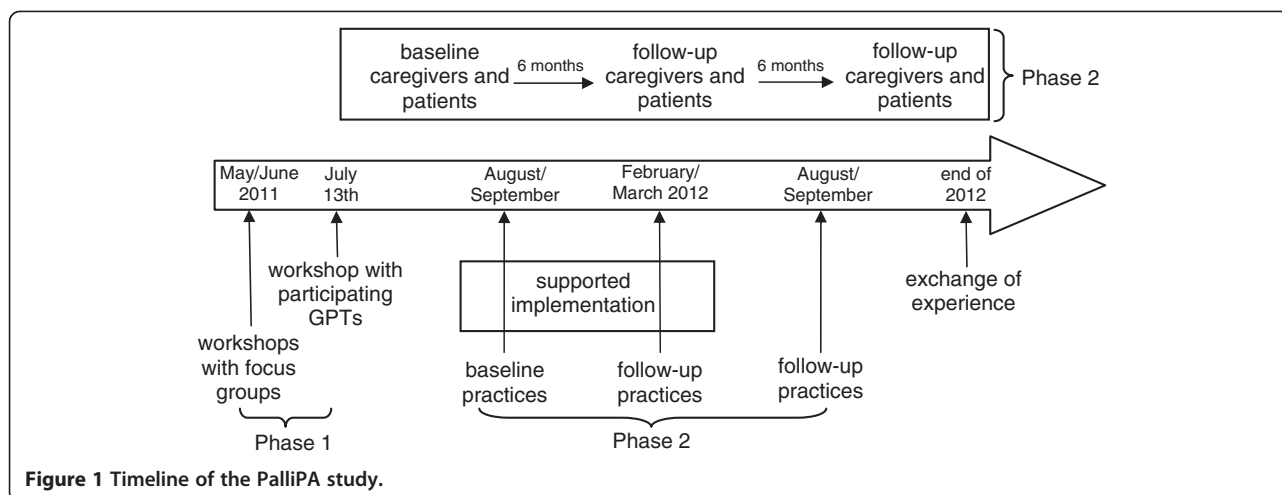 baseline
caregivers and
patients
6 months
follow-up
caregivers and
patients
6 months
follow-up
caregivers and
patients
Phase 2
May/June
2011
July
13th
August/
September
February/
March 2012
August/
September
end of
2012
workshops
with focus
groups
workshop with
participating
GPTs
Phase 1
supported
implementation
baseline
practices
follow-up
practices
follow-up
practices
Phase 2
exchange of
experience
Figure 1 Timeline of the PalliPA study.